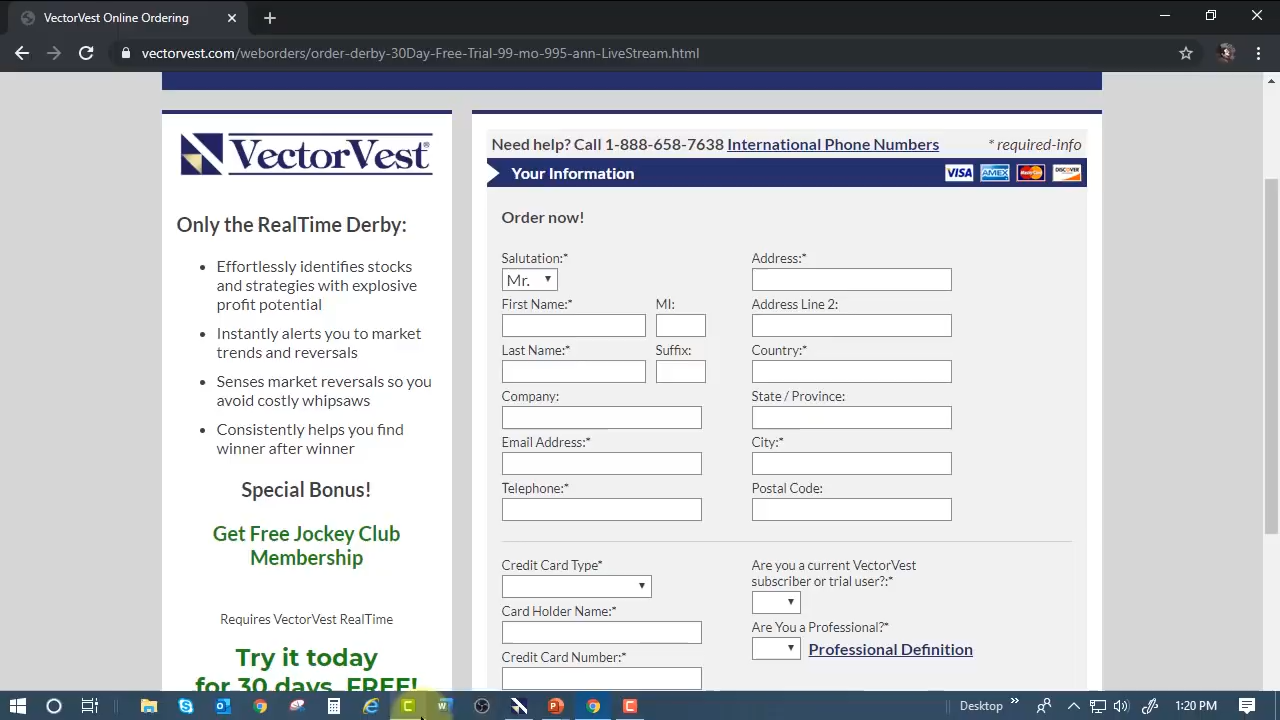 VectorVest Online Ordering
vectorvest.com/weborders/order-derby-30Day-Free-Trial-99-mo-995-ann-LiveStream.html
VectorVest®
Only the RealTime Derby:
• Effortlessly identifies stocks
and strategies with explosive
profit potential
• Instantly alerts you to market
trends and reversals
• Senses market reversals so you
avoid costly whipsaws
• Consistently helps you find
winner after winner
Special Bonus!
Get Free Jockey Club
Membership
Requires VectorVest RealTime
Try it today
for 30 days, FREE!
Need help? Call 1-888-658-7638 International Phone Numbers *required-info
Your Information VISA AMEX MasterCard DISCOVER
Order now!
Salutation:*
Mr.
First Name:* MI:
Last Name:* Suffix:
Company:
Email Address:*
Telephone:*
Address:*
Address Line 2:
Country:*
State / Province:
City:*
Postal Code:
Credit Card Type*
Card Holder Name:*
Credit Card Number:*
Are you a current VectorVest
subscriber or trial user?:*
Are You a Professional?*
Professional Definition
Desktop 1:20 PM